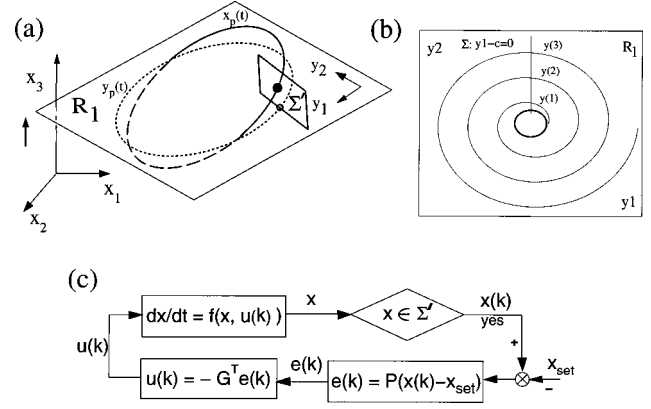 (a)
x_p(t)
x_3
y_p(t)
R_1
y_2
y_1
Σ′
x_1
x_2
(b)
y2
Σ: y1-c=0
y(3)
R_1
y(2)
y(1)
y1
(c)
dx/dt = f(x, u(k) )
x
x ∈ Σ′
x(k)
yes
+
u(k)
u(k) = - G^T e(k)
e(k)
e(k) = P(x(k)-x_set)
x_set
-